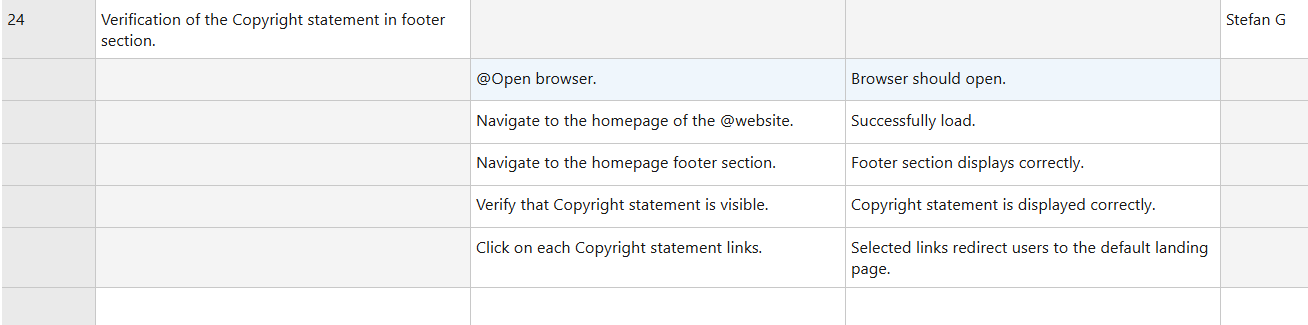 24
Verification of the Copyright statement in footer
section.
Stefan G
@Open browser.
Browser should open.
Navigate to the homepage of the @website.
Successfully load.
Navigate to the homepage footer section.
Footer section displays correctly.
Verify that Copyright statement is visible.
Copyright statement is displayed correctly.
Click on each Copyright statement links.
Selected links redirect users to the default landing
page.